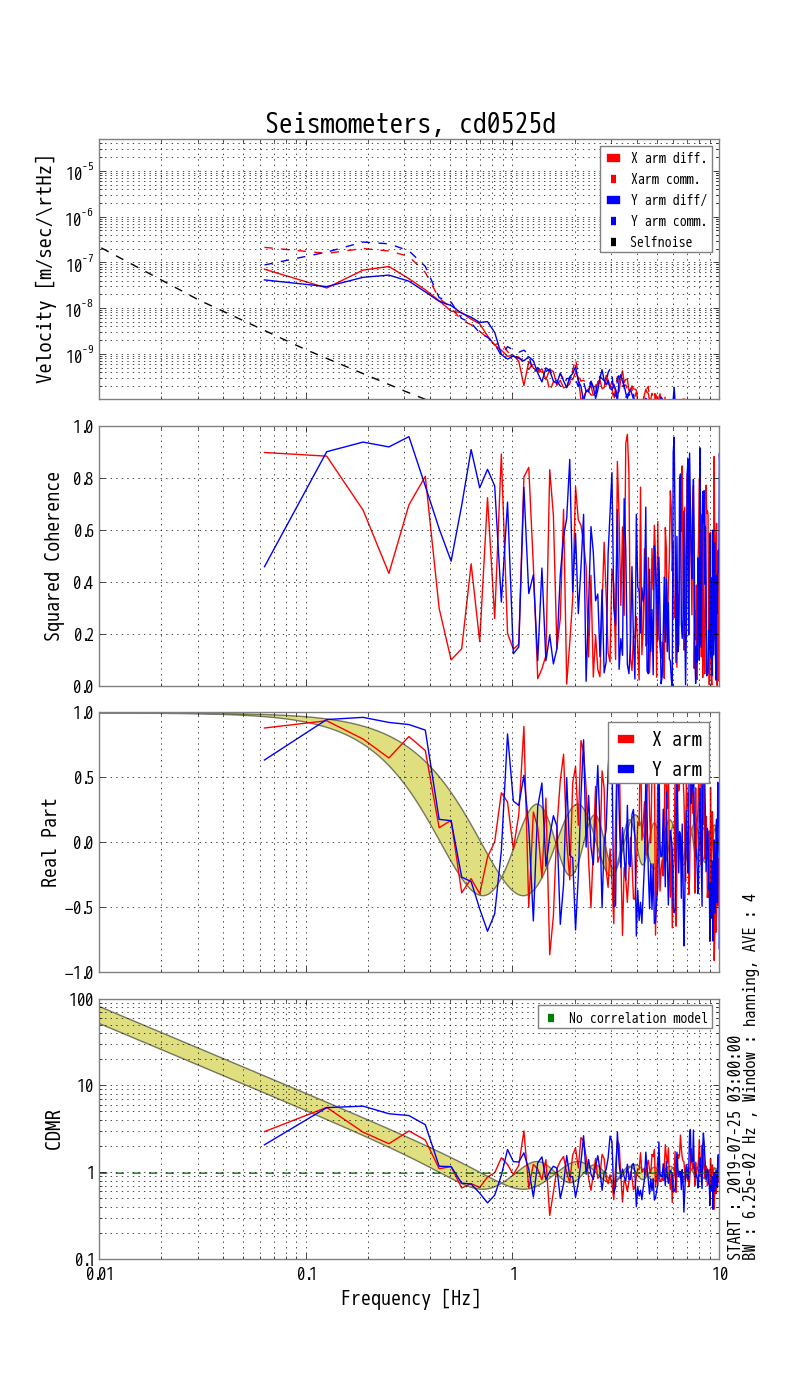 Seismometers, cd0525d
Velocity [m/sec/\rtHz]
10^-5
10^-6
10^-7
10^-8
10^-9
X arm diff.
Xarm comm.
Y arm diff/
Y arm comm.
Selfnoise
Squared Coherence
1.0
0.8
0.6
0.4
0.2
0.0
Real Part
1.0
0.5
0.0
−0.5
−1.0
X arm
Y arm
CDMR
100
10
1
0.1
No correlation model
0.01
0.1
1
10
Frequency [Hz]
START : 2019-07-25 03:00:00
BW : 6.25e-02 Hz , Window : hanning, AVE : 4